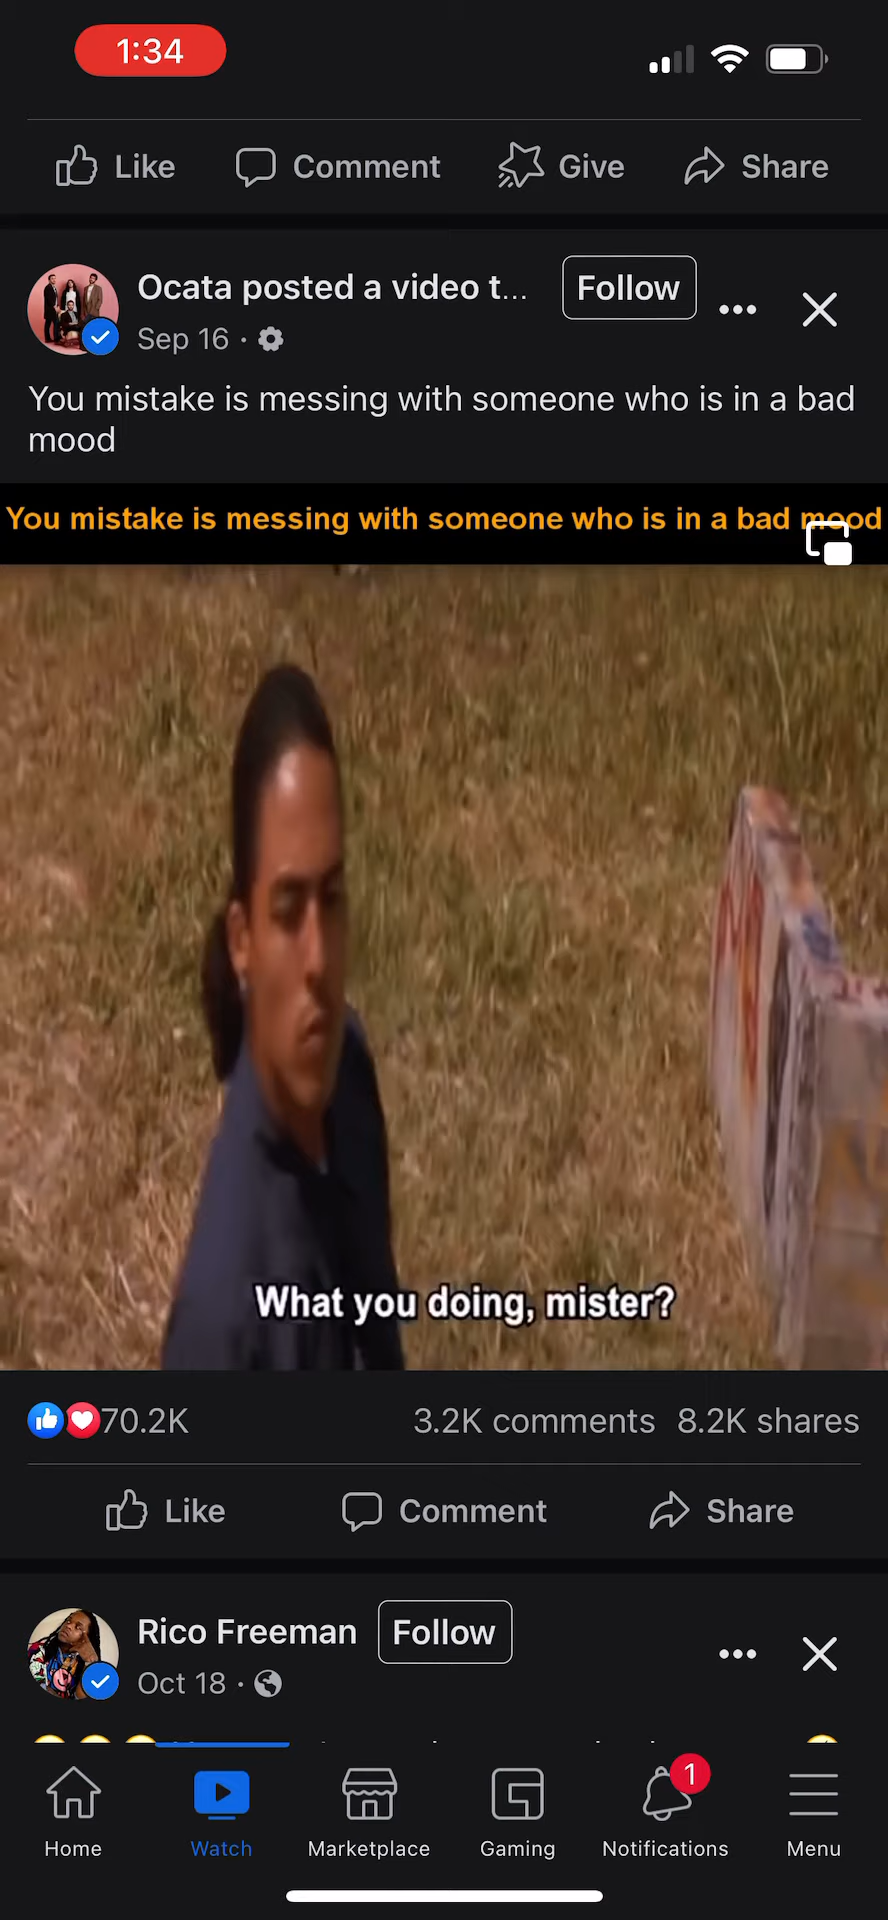 1:34
Like Comment Give Share
Ocata posted a video t... Follow
Sep 16 ·
You mistake is messing with someone who is in a bad
mood
You mistake is messing with someone who is in a bad mood
What you doing, mister?
70.2K 3.2K comments 8.2K shares
Like Comment Share
Rico Freeman Follow
Oct 18 ·
1
Home Watch Marketplace Gaming Notifications Menu